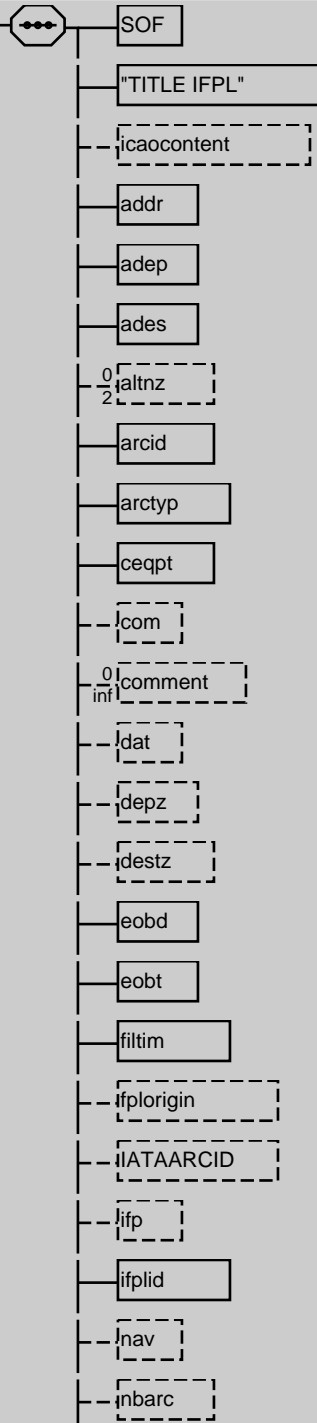 SOF
"TITLE IFPL"
icaocontent
addr
adep
ades
0
2
altnz
arcid
arctyp
ceqpt
com
0
inf
comment
dat
depz
destz
eobd
eobt
filtim
fplorigin
IATAARCID
ifp
ifplid
nav
nbarc